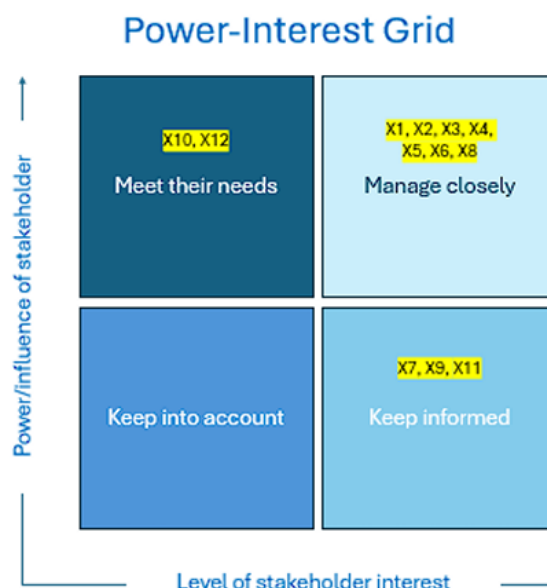 Power-Interest Grid
Power/influence of stakeholder
X10, X12
Meet their needs
X1, X2, X3, X4,
X5, X6, X8
Manage closely
Keep into account
X7, X9, X11
Keep informed
Level of stakeholder interest